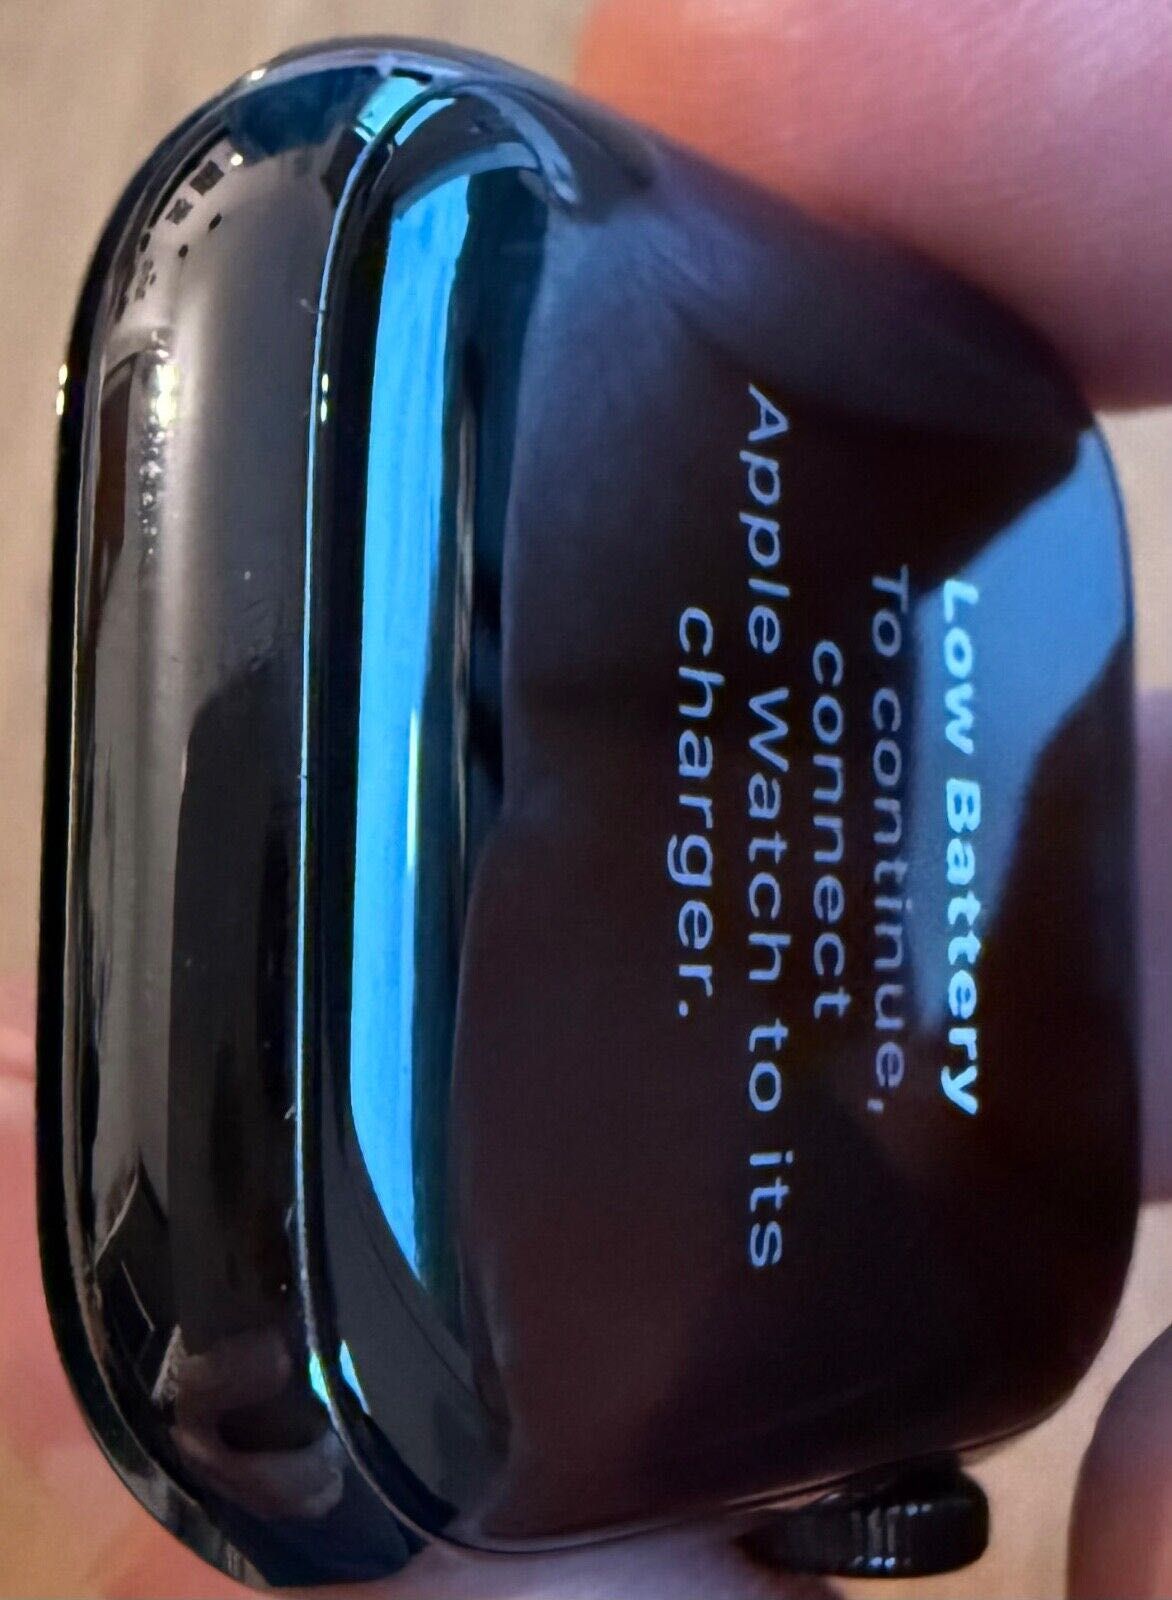 Low Battery
To continue,
connect
Apple Watch to its
charger.